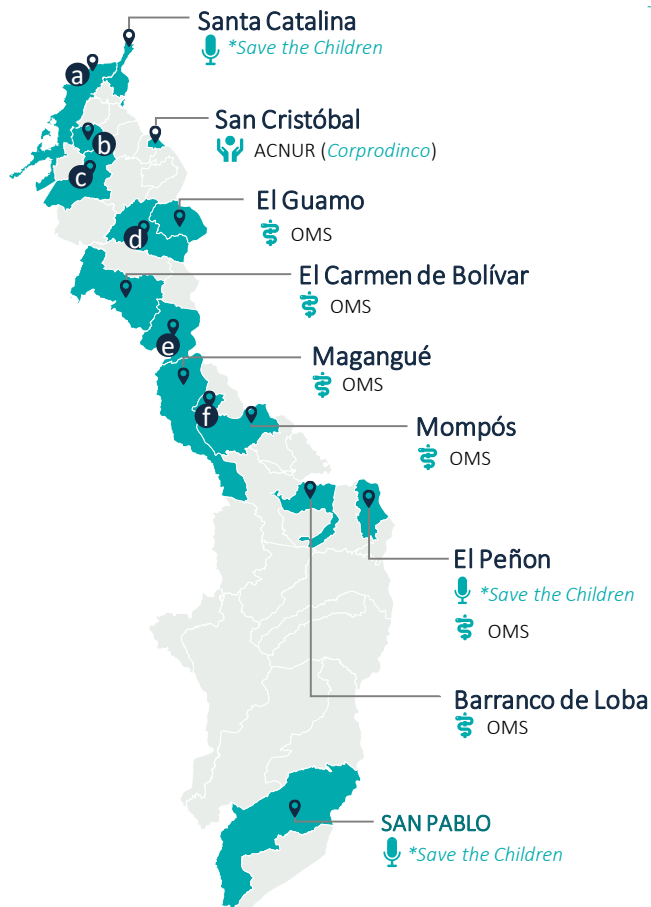 Santa Catalina
*Save the Children
a
San Cristóbal
b
ACNUR (Corprodinco)
c
El Guamo
OMS
d
El Carmen de Bolívar
OMS
e
Magangué
OMS
f
Mompós
OMS
El Peñon
*Save the Children
OMS
Barranco de Loba
OMS
SAN PABLO
*Save the Children